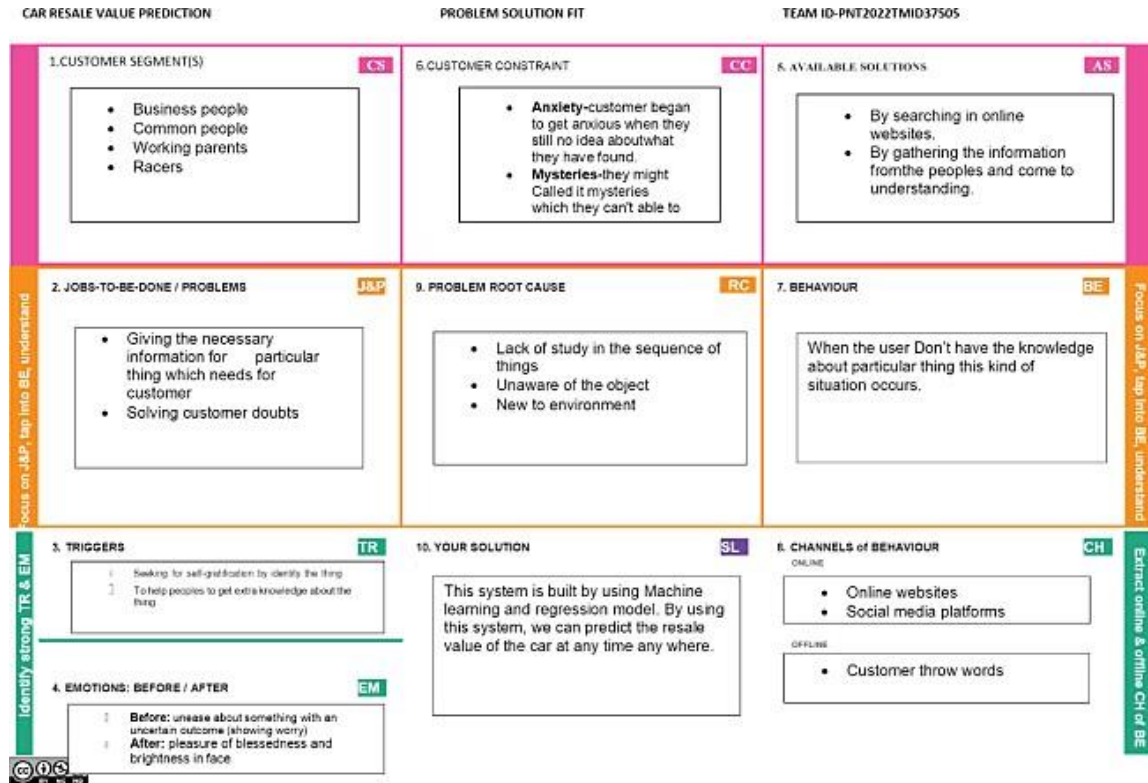 CAR RESALE VALUE PREDICTION
PROBLEM SOLUTION FIT
TEAM ID-PNT2022TMID37505
1.CUSTOMER SEGMENT(S)
CS
• Business people
• Common people
• Working parents
• Racers
6.CUSTOMER CONSTRAINT
CC
• Anxiety-customer began
to get anxious when they
still no idea aboutwhat
they have found.
• Mysteries-they might
Called it mysteries
which they can't able to
5. AVAILABLE SOLUTIONS
AS
• By searching in online
websites.
• By gathering the information
fromthe peoples and come to
understanding.
Focus on J&P, tap into BE, understand
2. JOBS-TO-BE-DONE / PROBLEMS
J&P
• Giving the necessary
information for particular
thing which needs for
customer
• Solving customer doubts
9. PROBLEM ROOT CAUSE
RC
• Lack of study in the sequence of
things
• Unaware of the object
• New to environment
7. BEHAVIOUR
BE
When the user Don't have the knowledge
about particular thing this kind of
situation occurs.
Focus on J&P, tap into BE, understand
Identify strong TR & EM
3. TRIGGERS
TR
Seeking for self-gratification by identify the thing
To help peoples to get extra knowledge about the
thing
4. EMOTIONS: BEFORE / AFTER
EM
Before: unease about something with an
uncertain outcome (showing worry)
After: pleasure of blessedness and
brightness in face
10. YOUR SOLUTION
SL
This system is built by using Machine
learning and regression model. By using
this system, we can predict the resale
value of the car at any time any where.
8. CHANNELS of BEHAVIOUR
CH
ONLINE
• Online websites
• Social media platforms
OFFLINE
• Customer throw words
Extract online & offline CH of BE
cc